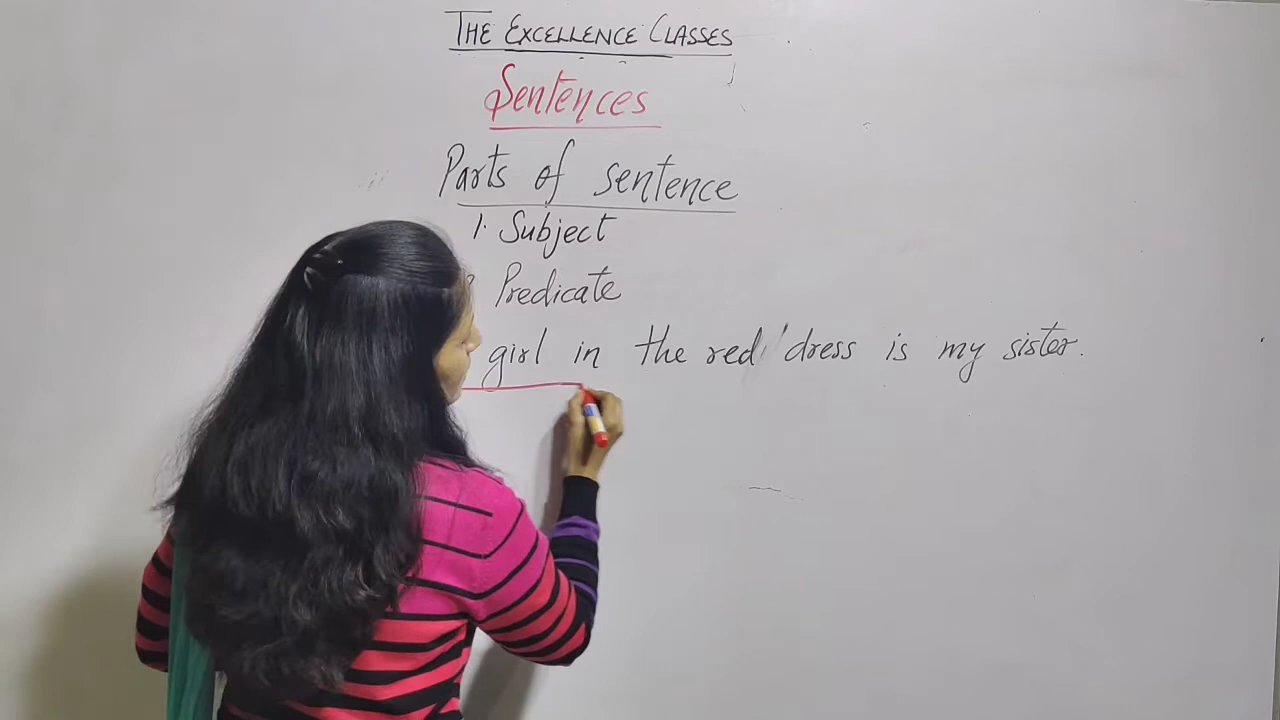 THE EXCELLENCE CLASSES
Sentences
Parts of sentence
1. Subject
Predicate
girl in the red dress is my sister.